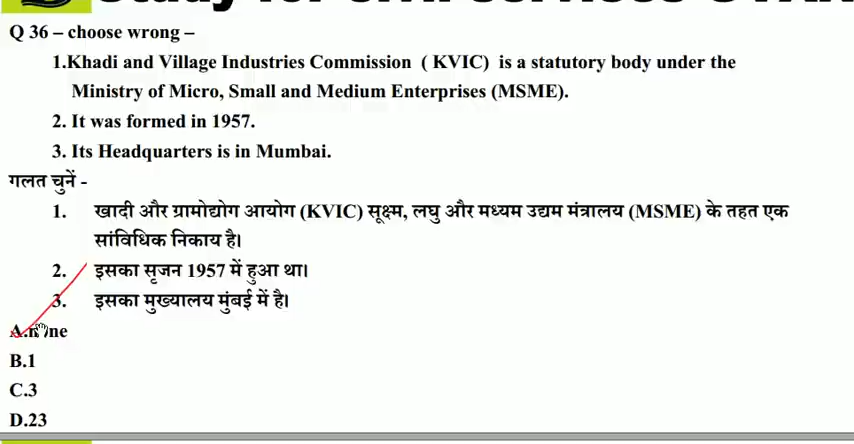 Q 36 – choose wrong –
1.Khadi and Village Industries Commission ( KVIC) is a statutory body under the
Ministry of Micro, Small and Medium Enterprises (MSME).
2. It was formed in 1957.
3. Its Headquarters is in Mumbai.
गलत चुनें -
1. खादी और ग्रामोद्योग आयोग (KVIC) सूक्ष्म, लघु और मध्यम उद्यम मंत्रालय (MSME) के तहत एक
सांविधिक निकाय है।
2. इसका सृजन 1957 में हुआ था।
3. इसका मुख्यालय मुंबई में है।
A.none
B.1
C.3
D.23